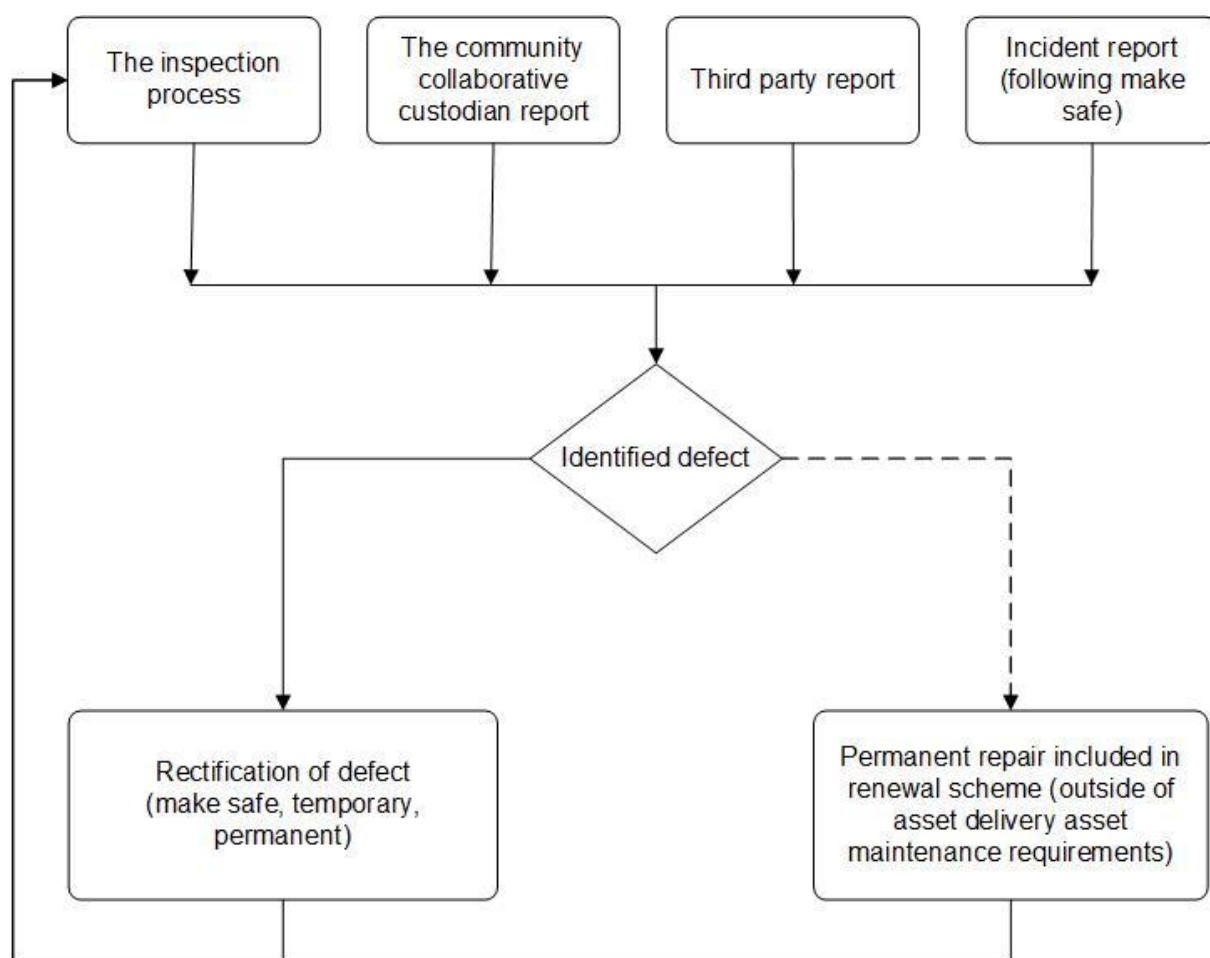 The inspection
process
The community
collaborative
custodian report
Third party report
Incident report
(following make
safe)
Identified defect
Rectification of defect
(make safe, temporary,
permanent)
Permanent repair included in
renewal scheme (outside of
asset delivery asset
maintenance requirements)